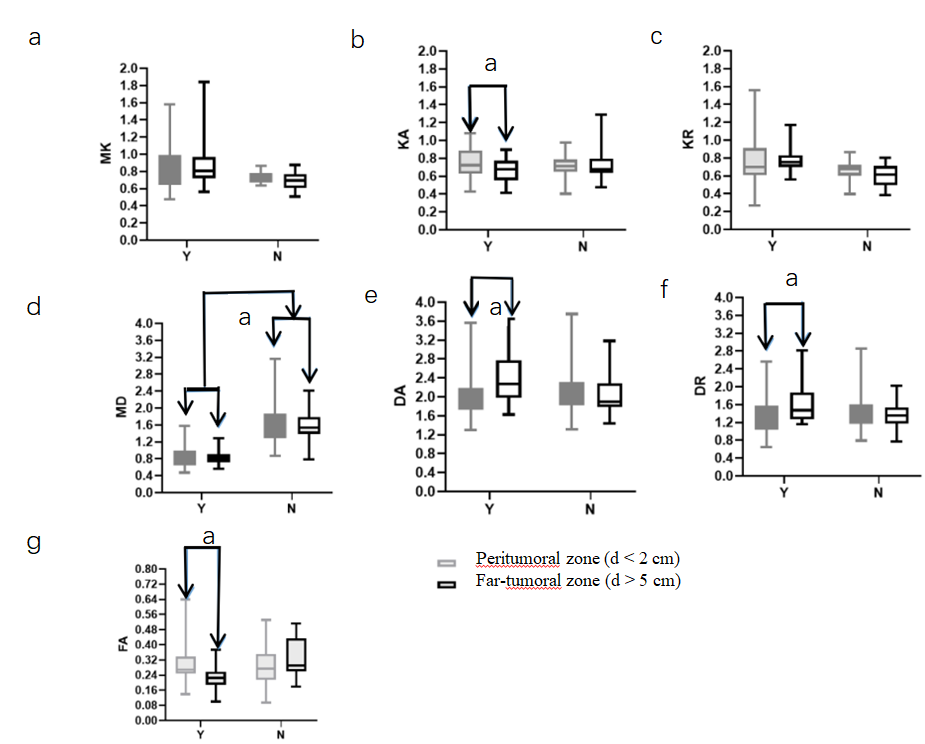 a
2.0
1.8
1.6
1.4
1.2
1.0
0.8
0.6
0.4
0.2
0.0
MK
Y N
b
2.0
1.8
1.6
1.4
1.2
1.0
0.8
0.6
0.4
0.2
0.0
KA
a
Y N
c
2.0
1.8
1.6
1.4
1.2
1.0
0.8
0.6
0.4
0.2
0.0
KR
Y N
d
4.0
3.6
3.2
2.8
2.4
2.0
1.6
1.2
0.8
0.4
0.0
MD
a
Y N
e
4.0
3.6
3.2
2.8
2.4
2.0
1.6
1.2
0.8
0.4
0.0
DA
a
Y N
f
4.0
3.6
3.2
2.8
2.4
2.0
1.6
1.2
0.8
0.4
0.0
DR
a
Y N
g
0.80
0.72
0.64
0.56
0.48
0.40
0.32
0.24
0.16
0.08
0.00
FA
a
Y N
Peritumoral zone (d < 2 cm)
Far-tumoral zone (d > 5 cm)